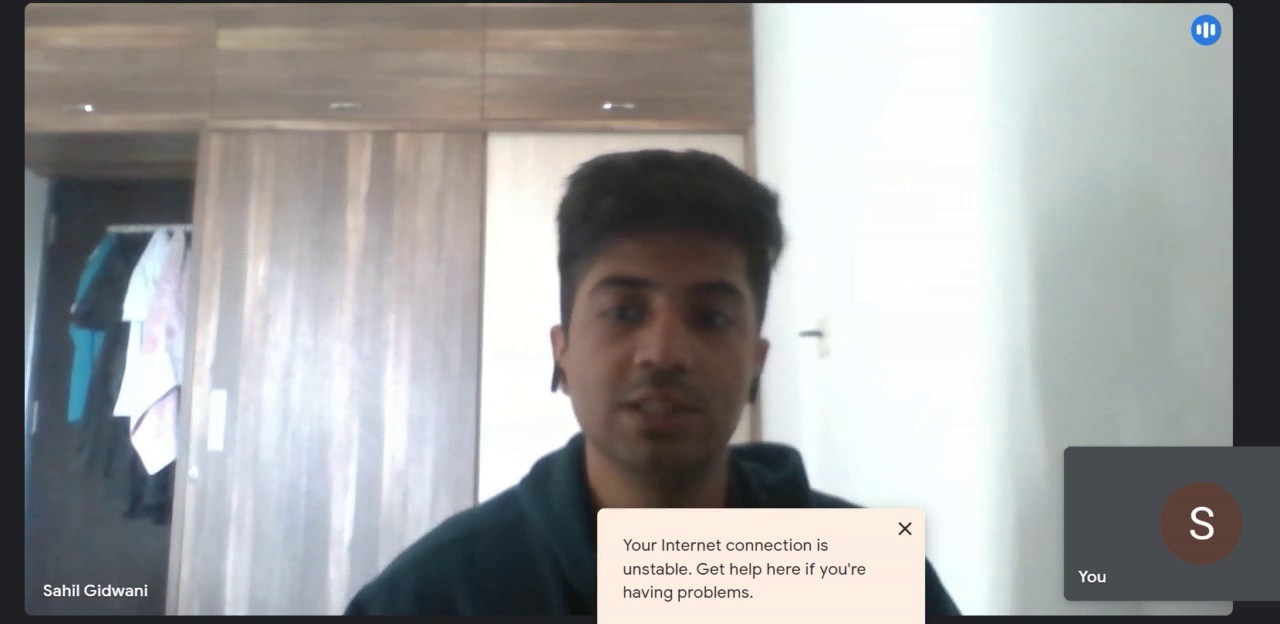 Sahil Gidwani
Your Internet connection is
unstable. Get help here if you're
having problems.
S
You